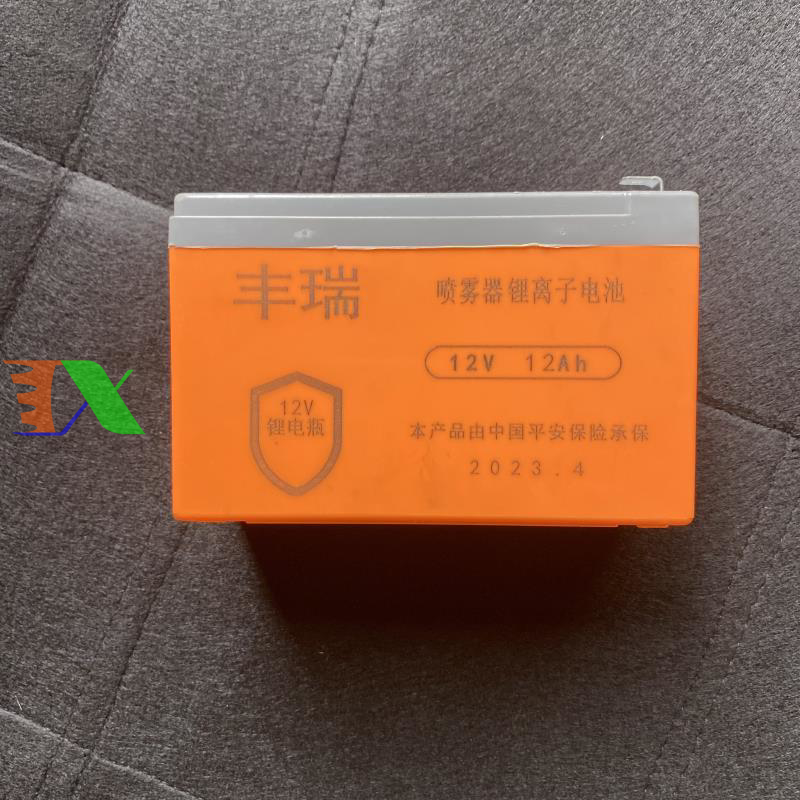 丰瑞
喷雾器锂离子电池
12V 12Ah
12V
锂电瓶
本产品由中国平安保险承保
2023.4
TX